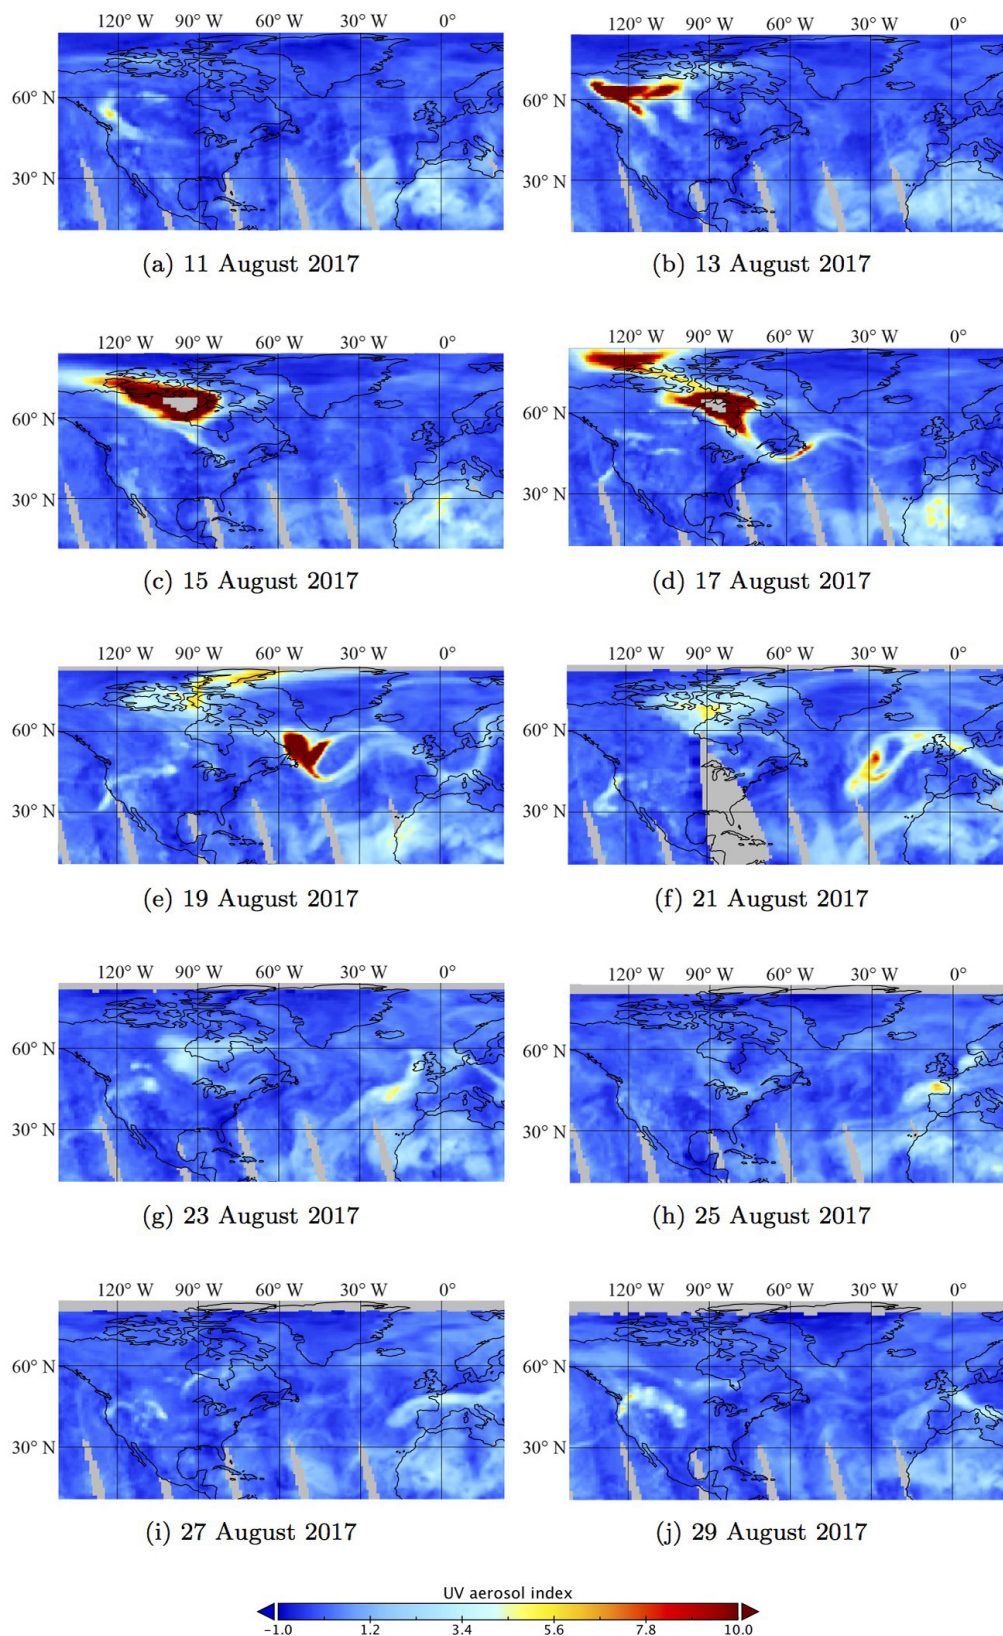 120° W 90° W 60° W 30° W 0° 120° W 90° W 60° W 30° W 0°
60° N 60° N
30° N 30° N
(a) 11 August 2017 (b) 13 August 2017
120° W 90° W 60° W 30° W 0° 120° W 90° W 60° W 30° W 0°
60° N 60° N
30° N 30° N
(c) 15 August 2017 (d) 17 August 2017
120° W 90° W 60° W 30° W 0° 120° W 90° W 60° W 30° W 0°
60° N 60° N
30° N 30° N
(e) 19 August 2017 (f) 21 August 2017
120° W 90° W 60° W 30° W 0° 120° W 90° W 60° W 30° W 0°
60° N 60° N
30° N 30° N
(g) 23 August 2017 (h) 25 August 2017
120° W 90° W 60° W 30° W 0° 120° W 90° W 60° W 30° W 0°
60° N 60° N
30° N 30° N
(i) 27 August 2017 (j) 29 August 2017
UV aerosol index
−1.0 1.2 3.4 5.6 7.8 10.0